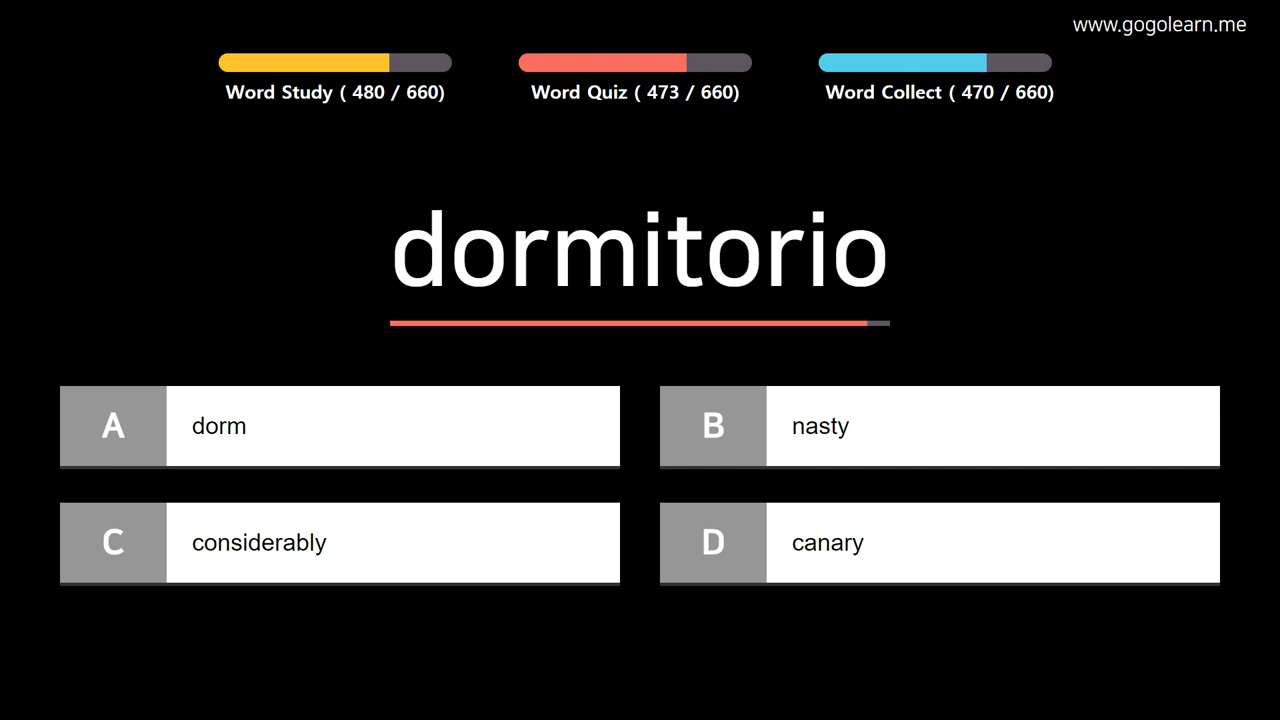 www.gogolearn.me
Word Study ( 480 / 660)
Word Quiz ( 473 / 660)
Word Collect ( 470 / 660)
dormitorio
A dorm
B nasty
C considerably
D canary